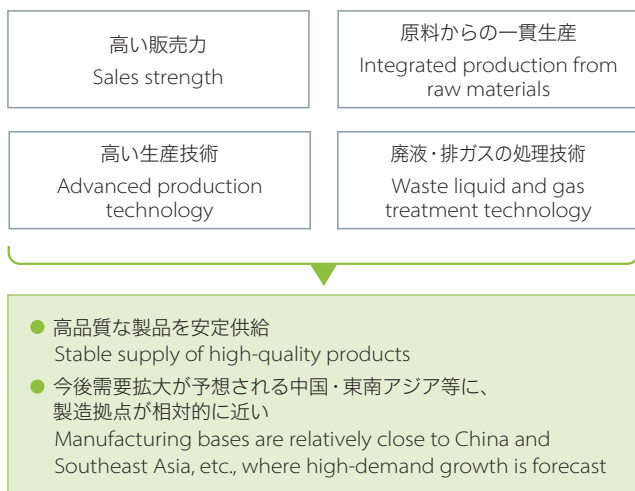 高い販売力
Sales strength
原料からの一貫生産
Integrated production from
raw materials
高い生産技術
Advanced production
technology
廃液・排ガスの処理技術
Waste liquid and gas
treatment technology
● 高品質な製品を安定供給
Stable supply of high-quality products
● 今後需要拡大が予想される中国・東南アジア等に、
製造拠点が相対的に近い
Manufacturing bases are relatively close to China and
Southeast Asia, etc., where high-demand growth is forecast